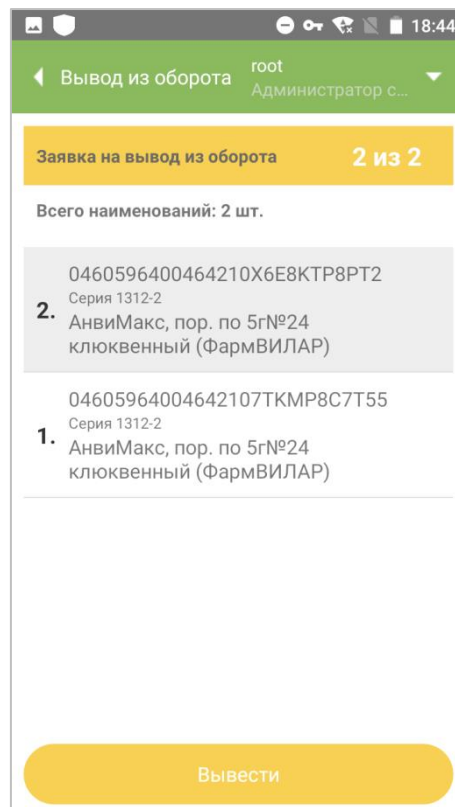 18:44
Вывод из оборота
root
Администратор с...
Заявка на вывод из оборота 2 из 2
Всего наименований: 2 шт.
0460596400464210X6E8KTP8PT2
Серия 1312-2
2.
АнвиМакс, пор. по 5г№24
клюквенный (ФармВИЛАР)
04605964004642107TKMP8C7T55
Серия 1312-2
1.
АнвиМакс, пор. по 5г№24
клюквенный (ФармВИЛАР)
Вывести